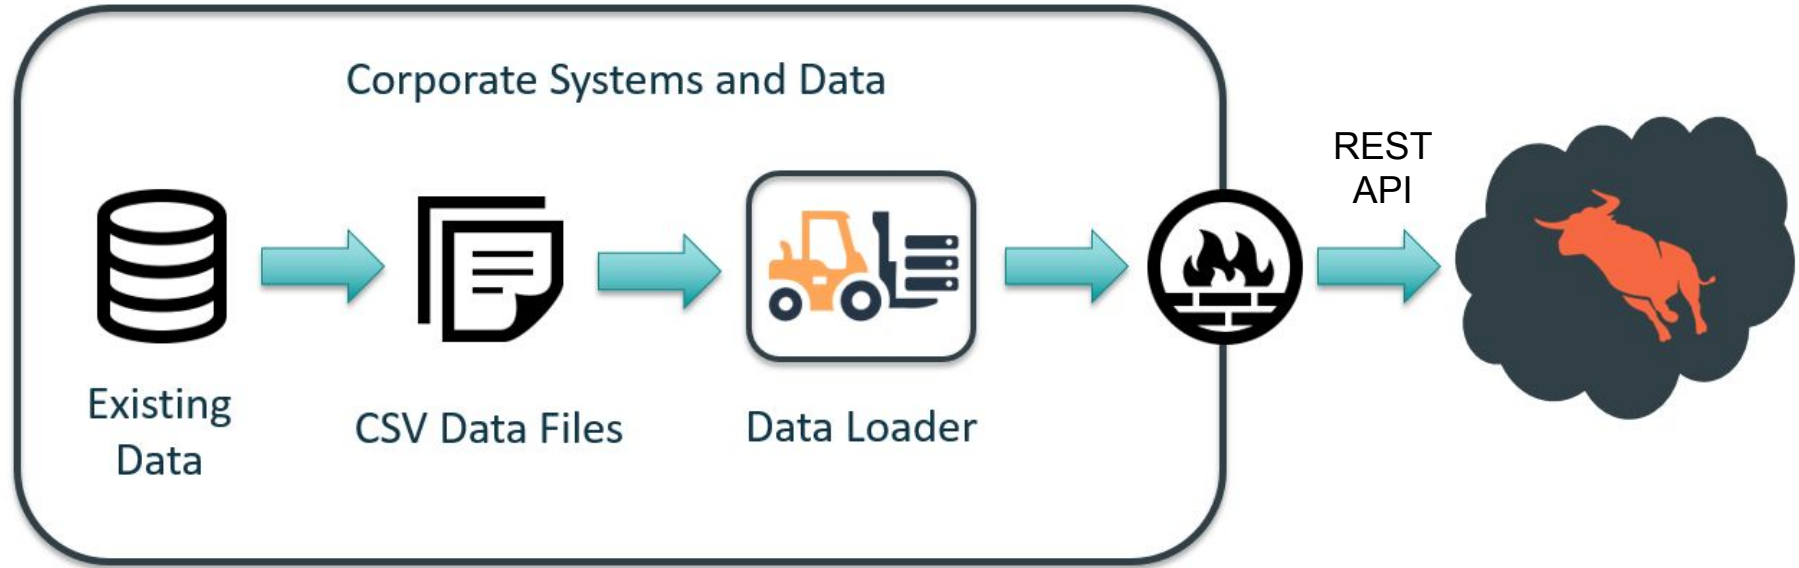 Corporate Systems and Data
REST
API
Existing
Data
CSV Data Files
Data Loader